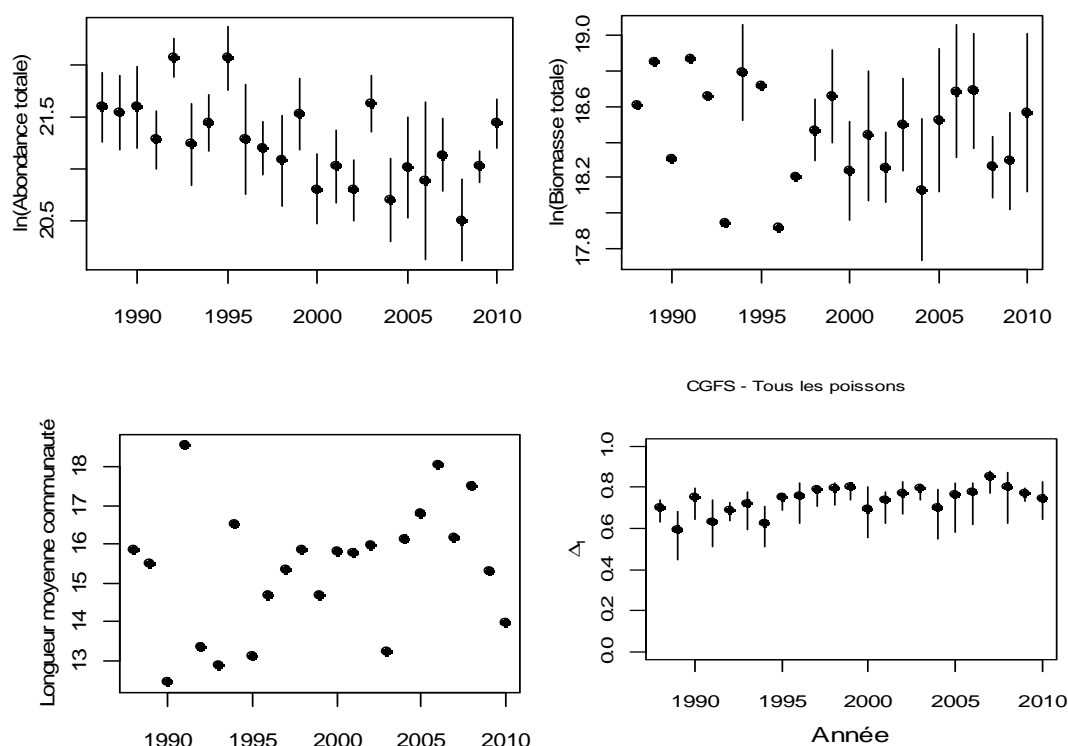 ln(Abondance totale)
20.5 21.5
1990 1995 2000 2005 2010
ln(Biomasse totale)
17.8 18.2 18.6 19.0
1990 1995 2000 2005 2010
Longueur moyenne communauté
13 14 15 16 17 18
1990 1995 2000 2005 2010
CGFS - Tous les poissons
Δ₁
0.0 0.2 0.4 0.6 0.8 1.0
1990 1995 2000 2005 2010
Année